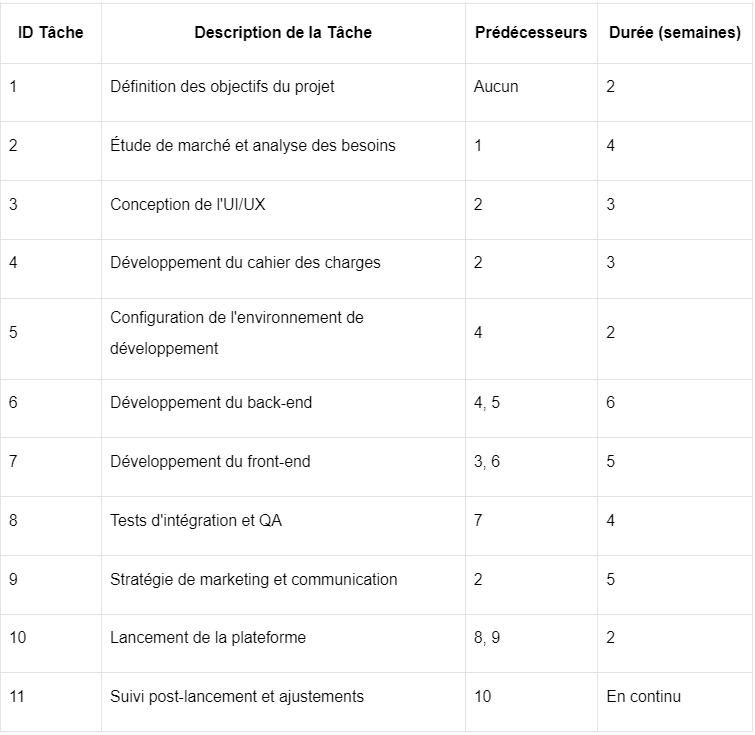 ID Tâche Description de la Tâche Prédécesseurs Durée (semaines)
1 Définition des objectifs du projet Aucun 2
2 Étude de marché et analyse des besoins 1 4
3 Conception de l'UI/UX 2 3
4 Développement du cahier des charges 2 3
5 Configuration de l'environnement de développement 4 2
6 Développement du back-end 4, 5 6
7 Développement du front-end 3, 6 5
8 Tests d'intégration et QA 7 4
9 Stratégie de marketing et communication 2 5
10 Lancement de la plateforme 8, 9 2
11 Suivi post-lancement et ajustements 10 En continu